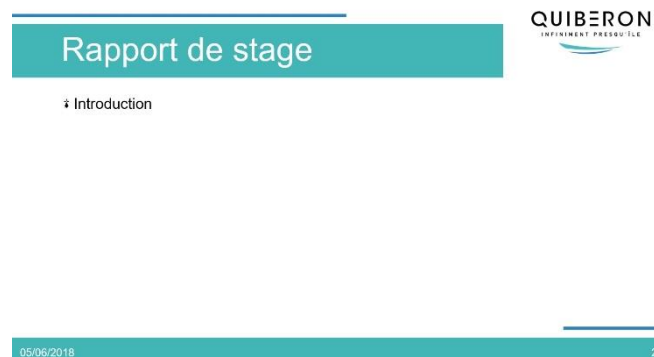 QUIBERON
INFINIMENT PRESQU'ÎLE
Rapport de stage
Introduction
05/06/2018